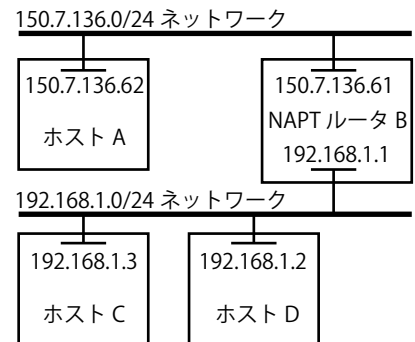 150.7.136.0/24 ネットワーク
150.7.136.62
ホスト A
150.7.136.61
NAPT ルータ B
192.168.1.1
192.168.1.0/24 ネットワーク
192.168.1.3
ホスト C
192.168.1.2
ホスト D